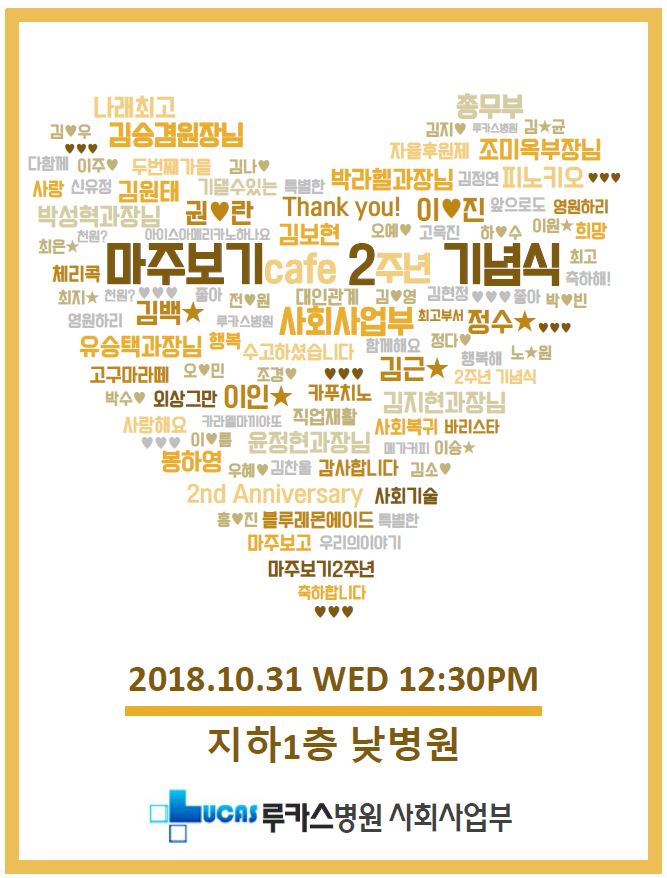 나래최고 총무부
김♥우 김승겸원장님 김지♥ 루카스병원 김★균
♥♥♥ 자율후원제 조미옥부장님
다함께 이주♥ 두번째가을 김나♥
사랑 신유정 김원태 기댈수있는 특별한 박라헬과장님 김정연 피노키오 ♥♥♥
박성혁과장님 권♥란 Thank you! 이♥진 앞으로도 영원하리
최은★ 천원? 아이스아메리카노하나요 김보현 오예♥ 고육진 하♥수 이원★ 희망
체리콕 마주보기cafe 2주년 기념식 최고
축하해!
최지★ 천원? ♥♥♥ 좋아 전♥원 대인관계 김♥영 김현정 ♥♥♥ 좋아 박♥빈
영원하리 김백★ 루카스병원 사회사업부 최고부서 정수★ ♥♥♥
유승택과장님 행복 수고하셨습니다 함께해요 정다♥ 노★원
행복해
고구마라떼 오♥민 조경♥ ♥♥♥ 김근★ 2주년 기념식
박수♥ 외상그만 이인★ 카푸치노 김지현과장님
사랑해요 카라멜마끼아또 직업재활 사회복귀 바리스타
♥♥♥ 이♥름 윤정현과장님 메가커피 이승★
봉하영 우혜♥ 김찬울 감사합니다 김소♥
2nd Anniversary 사회기술
홍♥진 블루레몬에이드 특별한
마주보고 우리의이야기
마주보기2주년
축하합니다
♥♥♥
2018.10.31 WED 12:30PM
지하1층 낮병원
LUCAS 루카스병원 사회사업부